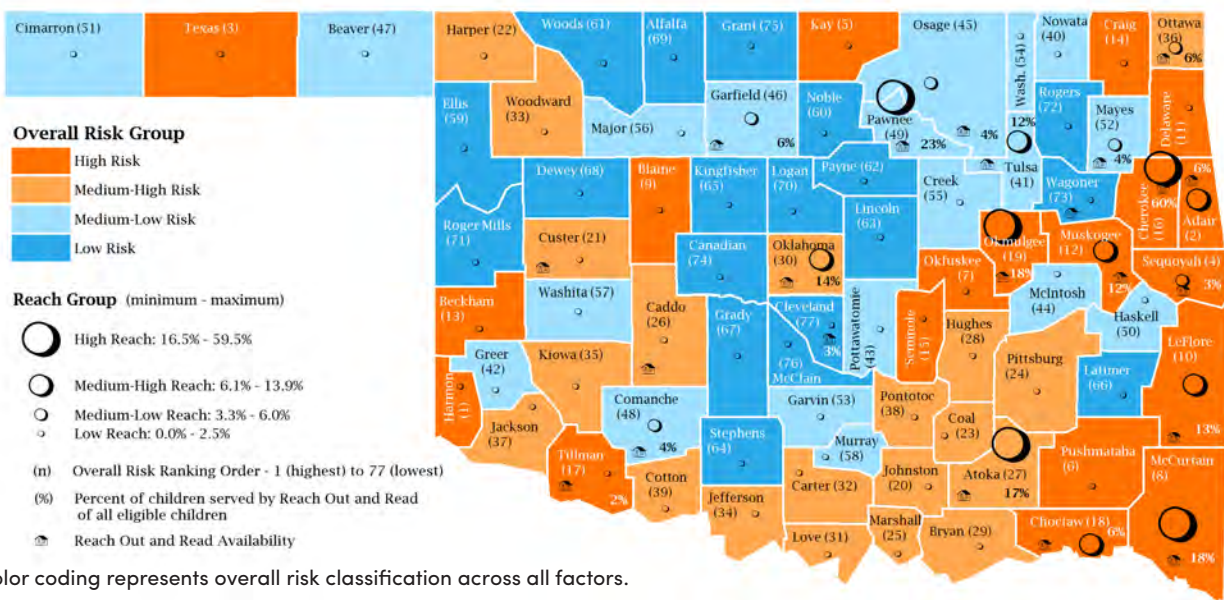 Cimarron (51)
Texas (3)
Beaver (47)
Harper (22)
Woods (61)
Alfalfa
(69)
Grant (75)
Kay (5)
Osage (45)
Wash. (54)
Nowata
(40)
Craig
(14)
Ottawa
(36)
6%
Ellis
(59)
Woodward
(33)
Major (56)
Garfield (46)
6%
Noble
(60)
Pawnee
(49)
23%
4%
12%
Rogers
(72)
Mayes
(52)
4%
Delaware
(11)
6%
Overall Risk Group
High Risk
Medium-High Risk
Medium-Low Risk
Low Risk
Dewey (68)
Blaine
(9)
Kingfisher
(65)
Logan
(70)
Payne (62)
Creek
(55)
Tulsa
(41)
Wagoner
(73)
Cherokee
(16)
60%
Adair
(2)
Roger Mills
(71)
Custer (21)
Canadian
(74)
Oklahoma
(30)
14%
Lincoln
(63)
Okfuskee
(7)
Okmulgee
(19)
18%
Muskogee
(12)
12%
Sequoyah (4)
3%
Reach Group (minimum - maximum)
High Reach: 16.5% - 59.5%
Medium-High Reach: 6.1% - 13.9%
Medium-Low Reach: 3.3% - 6.0%
Low Reach: 0.0% - 2.5%
(n) Overall Risk Ranking Order - 1 (highest) to 77 (lowest)
(%) Percent of children served by Reach Out and Read
of all eligible children
Reach Out and Read Availability
Beckham
(13)
Washita (57)
Caddo
(26)
Grady
(67)
Cleveland
(77)
3%
(76)
McClain
Pottawatomie
(43)
Seminole
(15)
Hughes
(28)
McIntosh
(44)
Haskell
(50)
Pittsburg
(24)
Latimer
(66)
LeFlore
(10)
13%
Harmon
(1)
Greer
(42)
Kiowa (35)
Jackson
(37)
Comanche
(48)
4%
Stephens
(64)
Garvin (53)
Murray
(58)
Pontotoc
(38)
Coal
(23)
Tillman
(17)
2%
Cotton
(39)
Jefferson
(34)
Carter (32)
Johnston
(20)
Atoka (27)
17%
Pushmataha
(6)
McCurtain
(8)
18%
Love (31)
Marshall
(25)
Bryan (29)
Choctaw (18)
6%
olor coding represents overall risk classification across all factors.